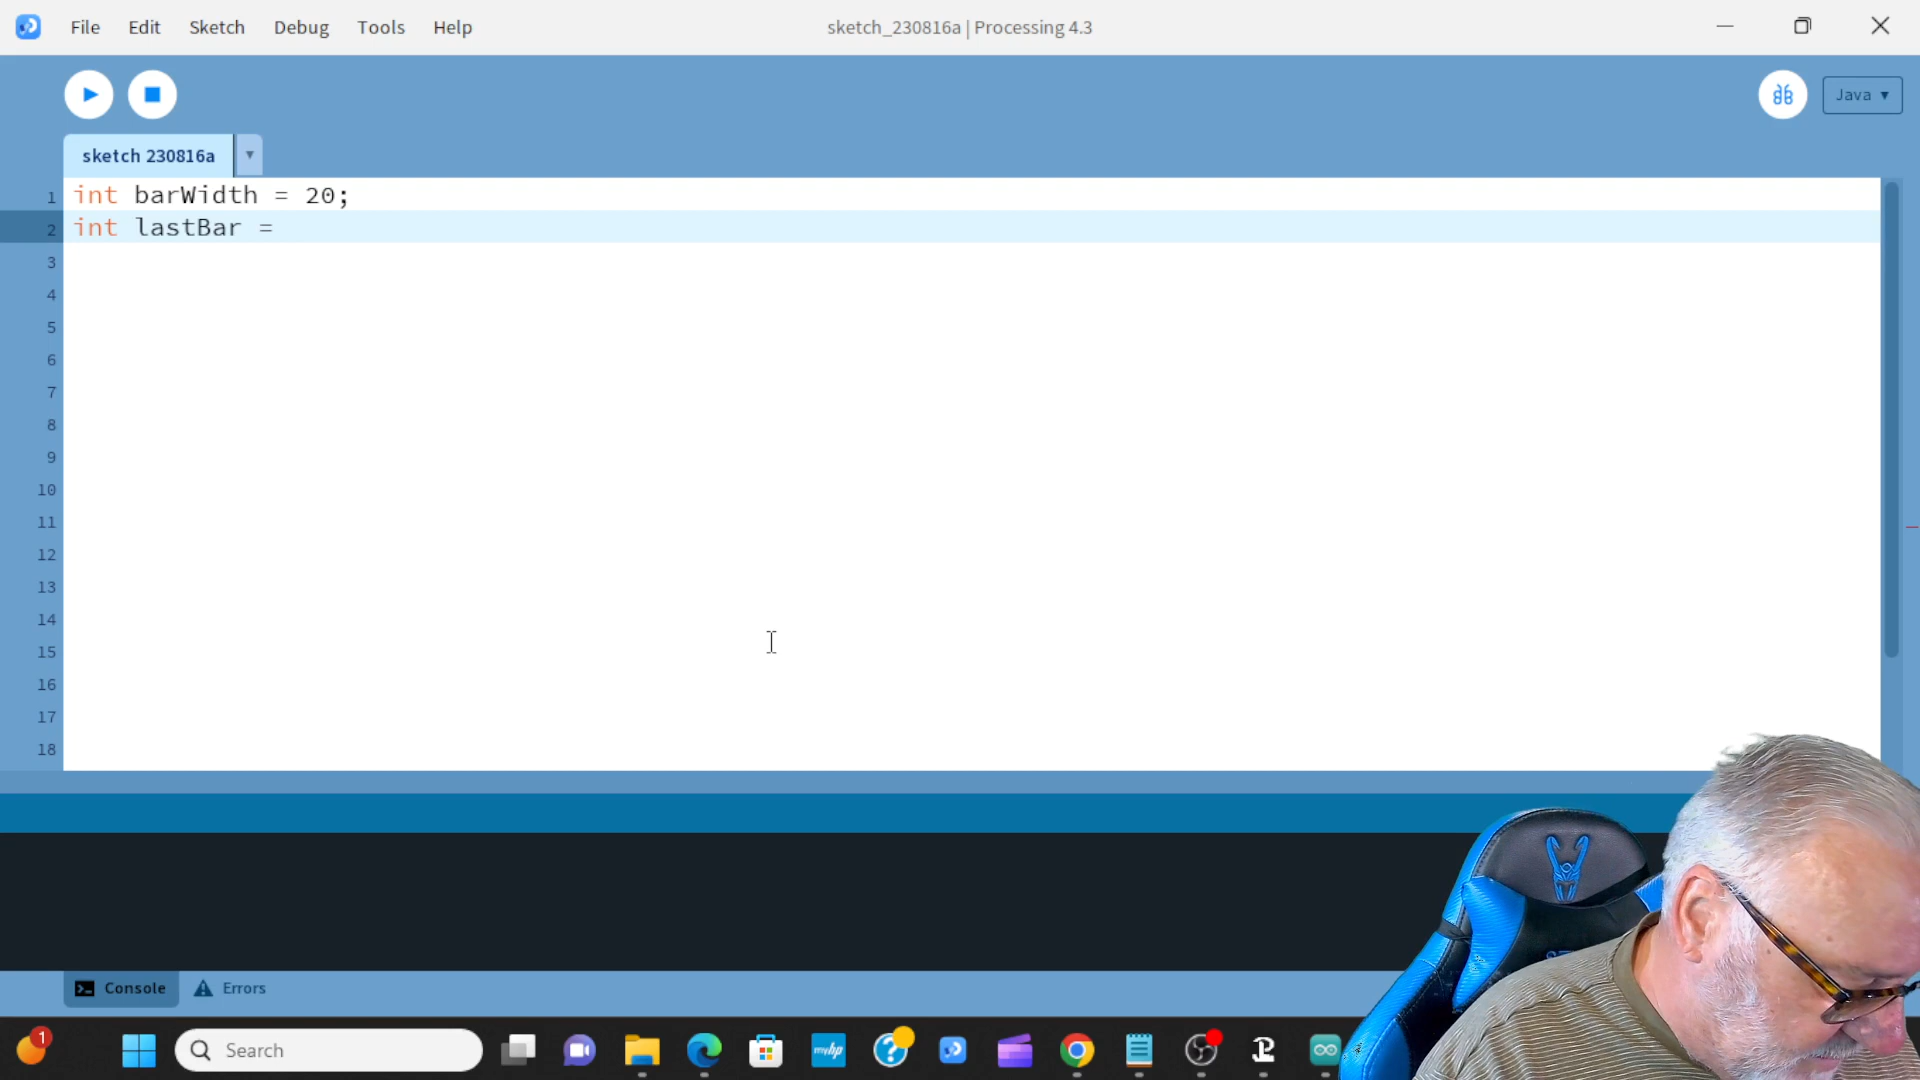 File Edit Sketch Debug Tools Help
sketch_230816a | Processing 4.3
Java ▾
sketch 230816a ▾
1 int barWidth = 20;
2 int lastBar =
3
4
5
6
7
8
9
10
11
12
13
14
15
16
17
18
Console Errors
1
Search
myhp